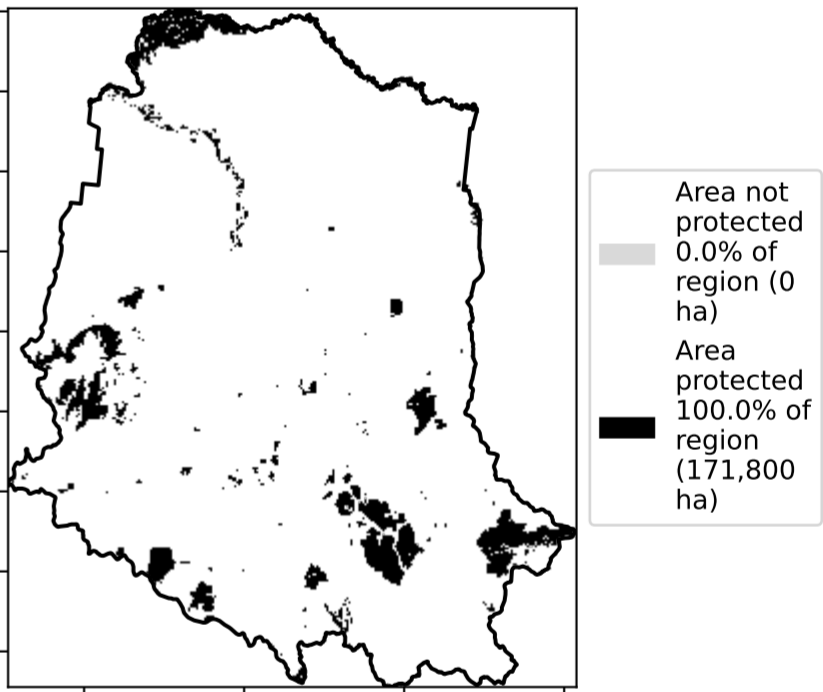 Area not
protected
0.0% of
region (0
ha)
Area
protected
100.0% of
region
(171,800
ha)